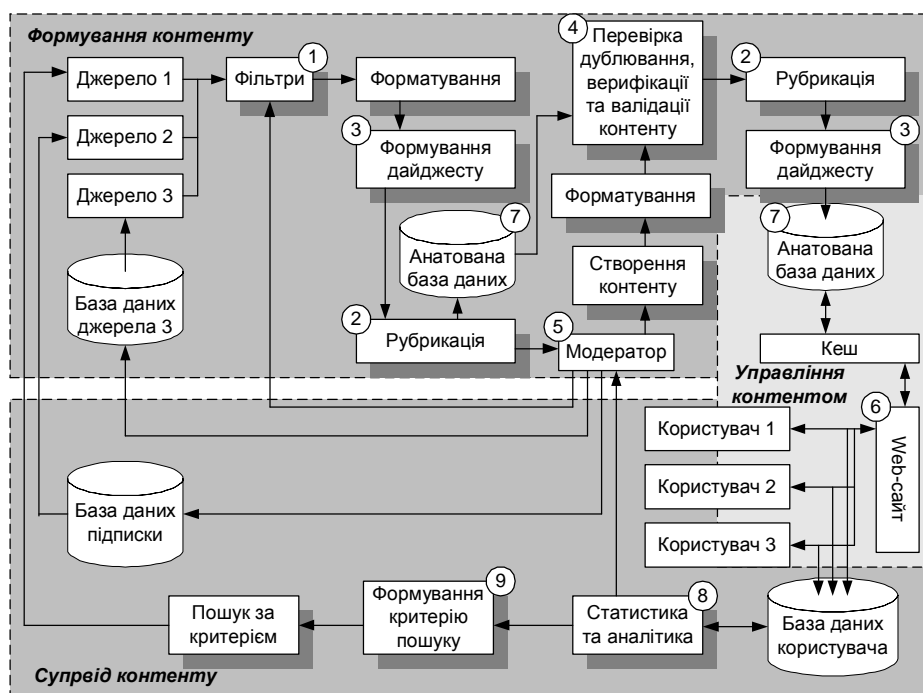 Формування контенту
Джерело 1
Джерело 2
Джерело 3
База даних
джерела 3
1
Фільтри
Форматування
3
Формування
дайджесту
7
Анатована
база даних
2
Рубрикація
4
Перевірка
дублювання,
верифікації
та валідації
контенту
Форматування
Створення
контенту
5
Модератор
2
Рубрикація
3
Формування
дайджесту
7
Анатована
база даних
Кеш
Управління
контентом
6
Web-сайт
Користувач 1
Користувач 2
Користувач 3
База даних
підписки
Пошук за
критерієм
9
Формування
критерію
пошуку
8
Статистика
та аналітика
База даних
користувача
Супрвід контенту